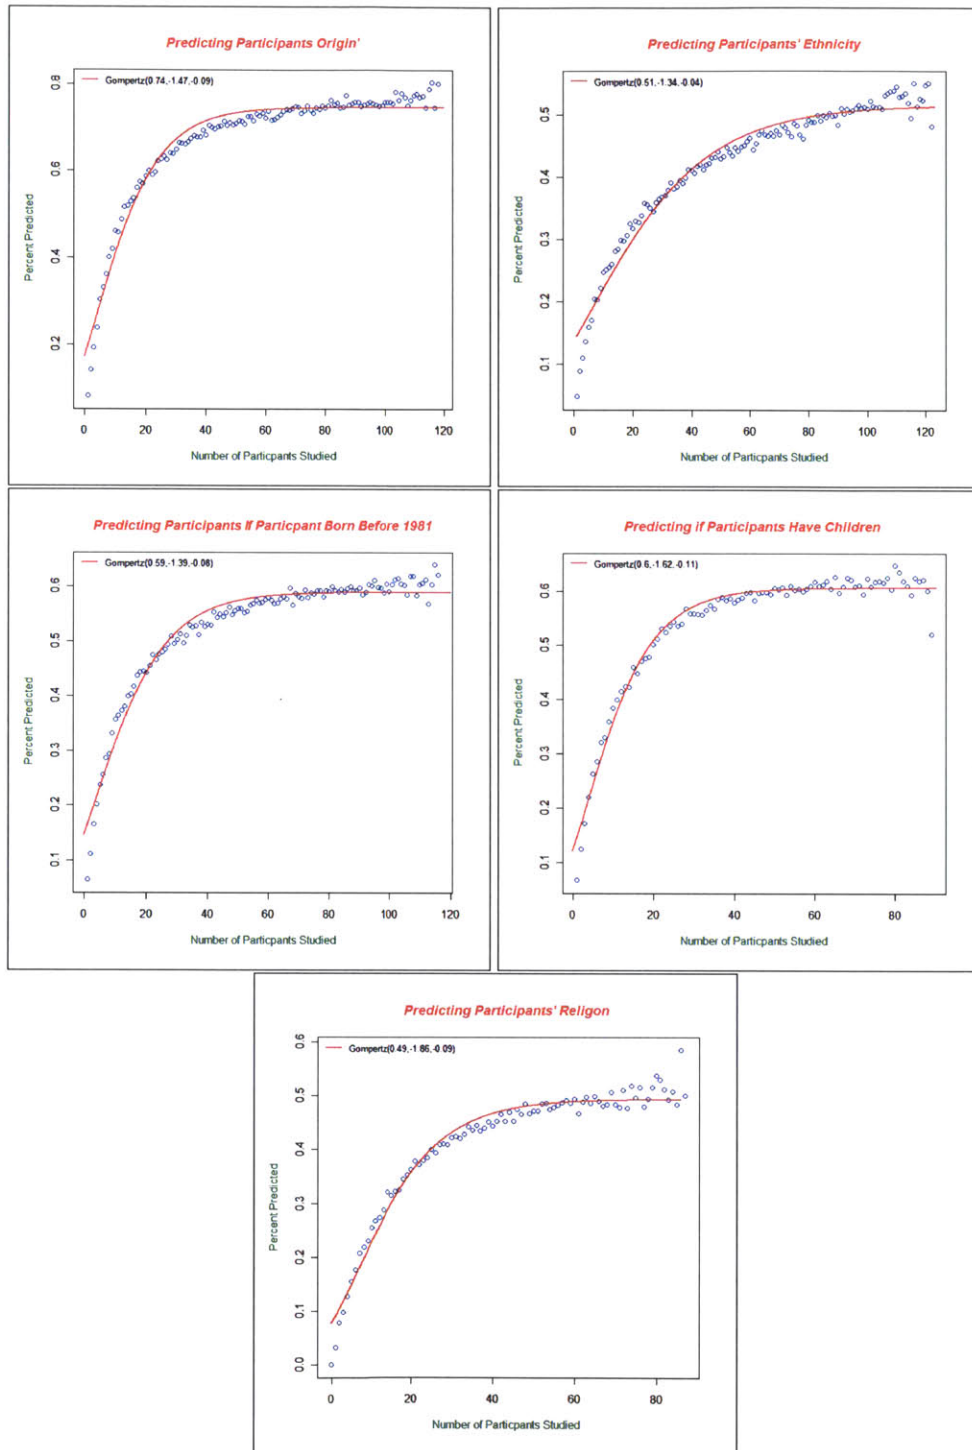 Predicting Participants Origin'
Gompertz(0.74,-1.47,-0.09)
Percent Predicted
0.2
0.4
0.6
0.8
0
20
40
60
80
100
120
Number of Particpants Studied
Predicting Participants' Ethnicity
Gompertz(0.51,-1.34,-0.04)
Percent Predicted
0.1
0.2
0.3
0.4
0.5
0
20
40
60
80
100
120
Number of Particpants Studied
Predicting Participants If Particpant Born Before 1981
Gompertz(0.59,-1.39,-0.08)
Percent Predicted
0.1
0.2
0.3
0.4
0.5
0.6
0
20
40
60
80
100
120
Number of Particpants Studied
Predicting if Participants Have Children
Gompertz(0.6,-1.62,-0.11)
Percent Predicted
0.1
0.2
0.3
0.4
0.5
0.6
0
20
40
60
80
Number of Particpants Studied
Predicting Participants' Religon
Gompertz(0.49,-1.86,-0.09)
Percent Predicted
0.0
0.1
0.2
0.3
0.4
0.5
0.6
0
20
40
60
80
Number of Particpants Studied